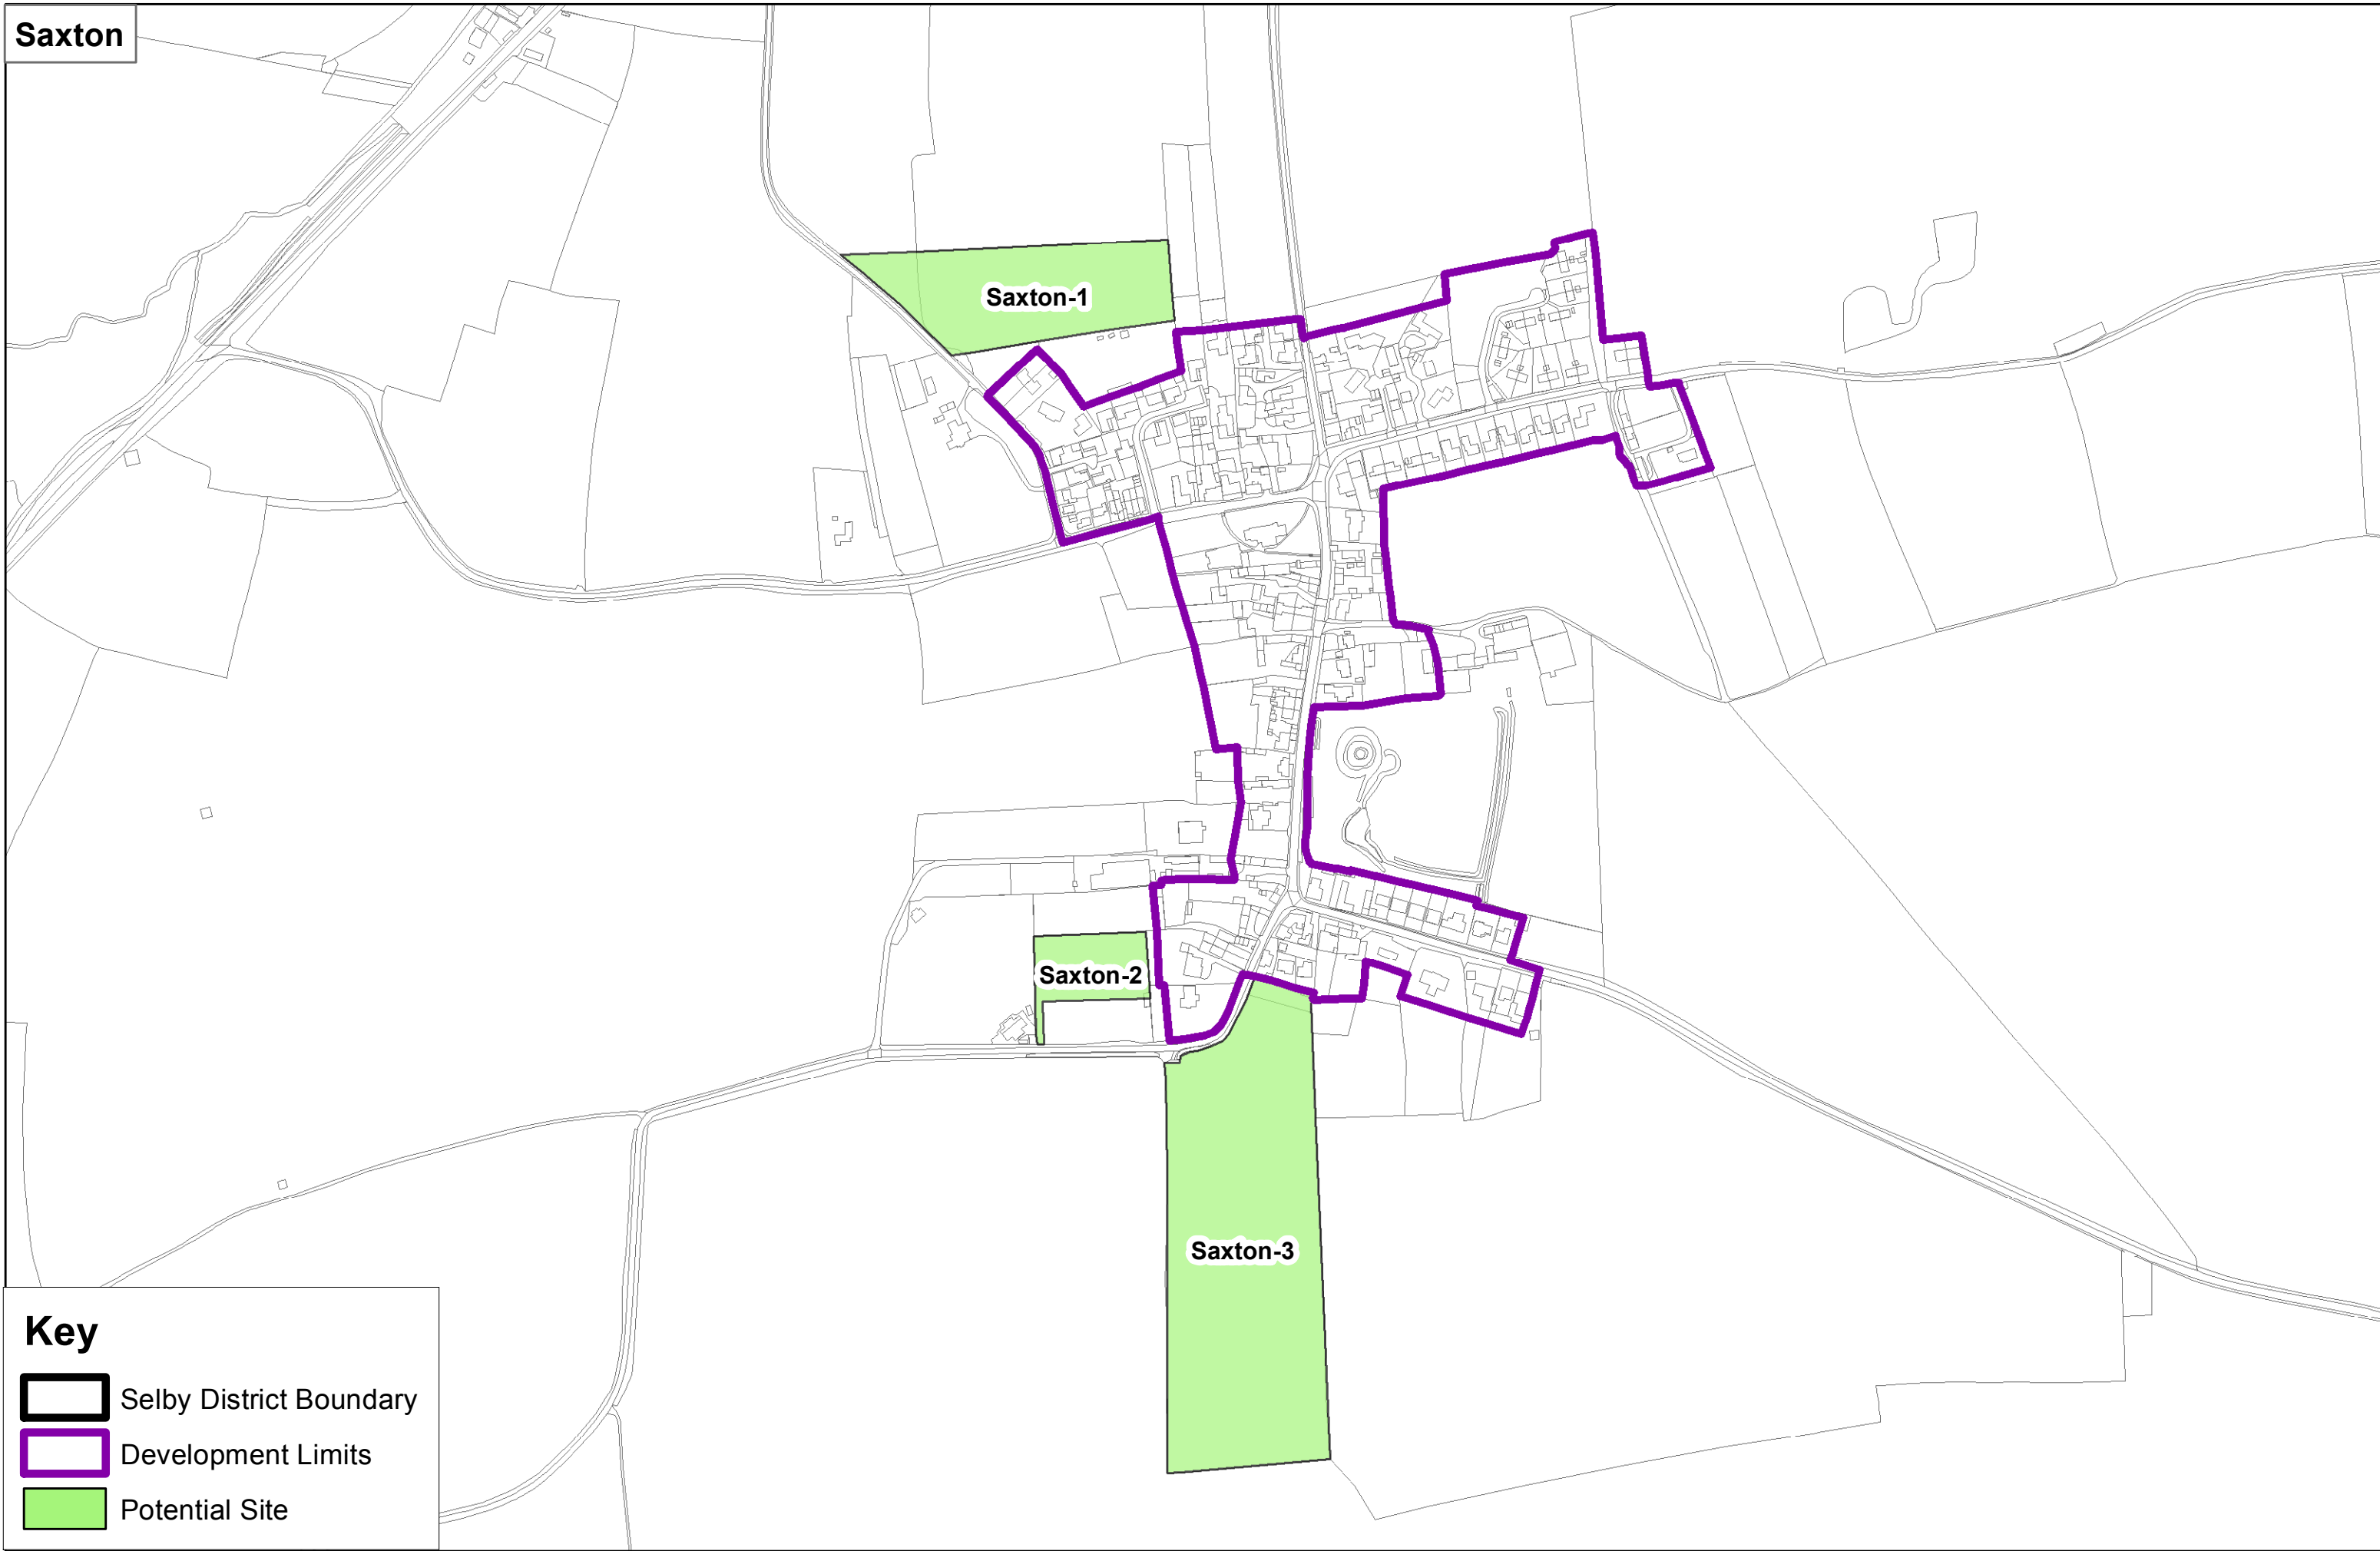 Saxton
Saxton-1
Saxton-2
Saxton-3
Key
Selby District Boundary
Development Limits
Potential Site